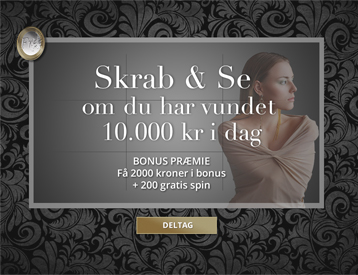 Skrab & Se
om du har vundet
10.000 kr i dag
BONUS PRÆMIE
Få 2000 kroner i bonus
+ 200 gratis spin
DELTAG